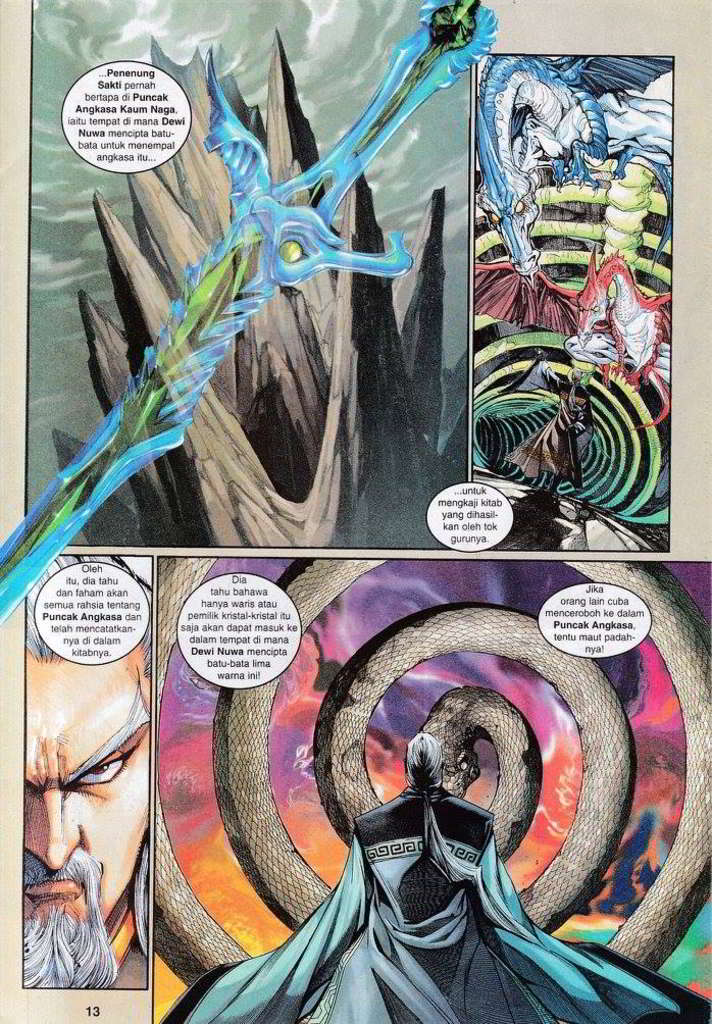 ...Penenung
Sakti pernah
bertapa di Puncak
Angkasa Kaum Naga,
iaitu tempat di mana Dewi
Nuwa mencipta batu-
bata untuk menempal
angkasa itu...
...untuk
mengkaji kitab
yang dihasil-
kan oleh tok
gurunya.
Oleh
itu, dia tahu
dan faham akan
semua rahsia tentang
Puncak Angkasa dan
telah mencatatkan-
nya di dalam
kitabnya.
Dia
tahu bahawa
hanya waris atau
pemilik kristal-kristal itu
saja akan dapat masuk ke
dalam tempat di mana
Dewi Nuwa mencipta
batu-bata lima
warna ini!
Jika
orang lain cuba
menceroboh ke dalam
Puncak Angkasa,
tentu maut padah-
nya!
13